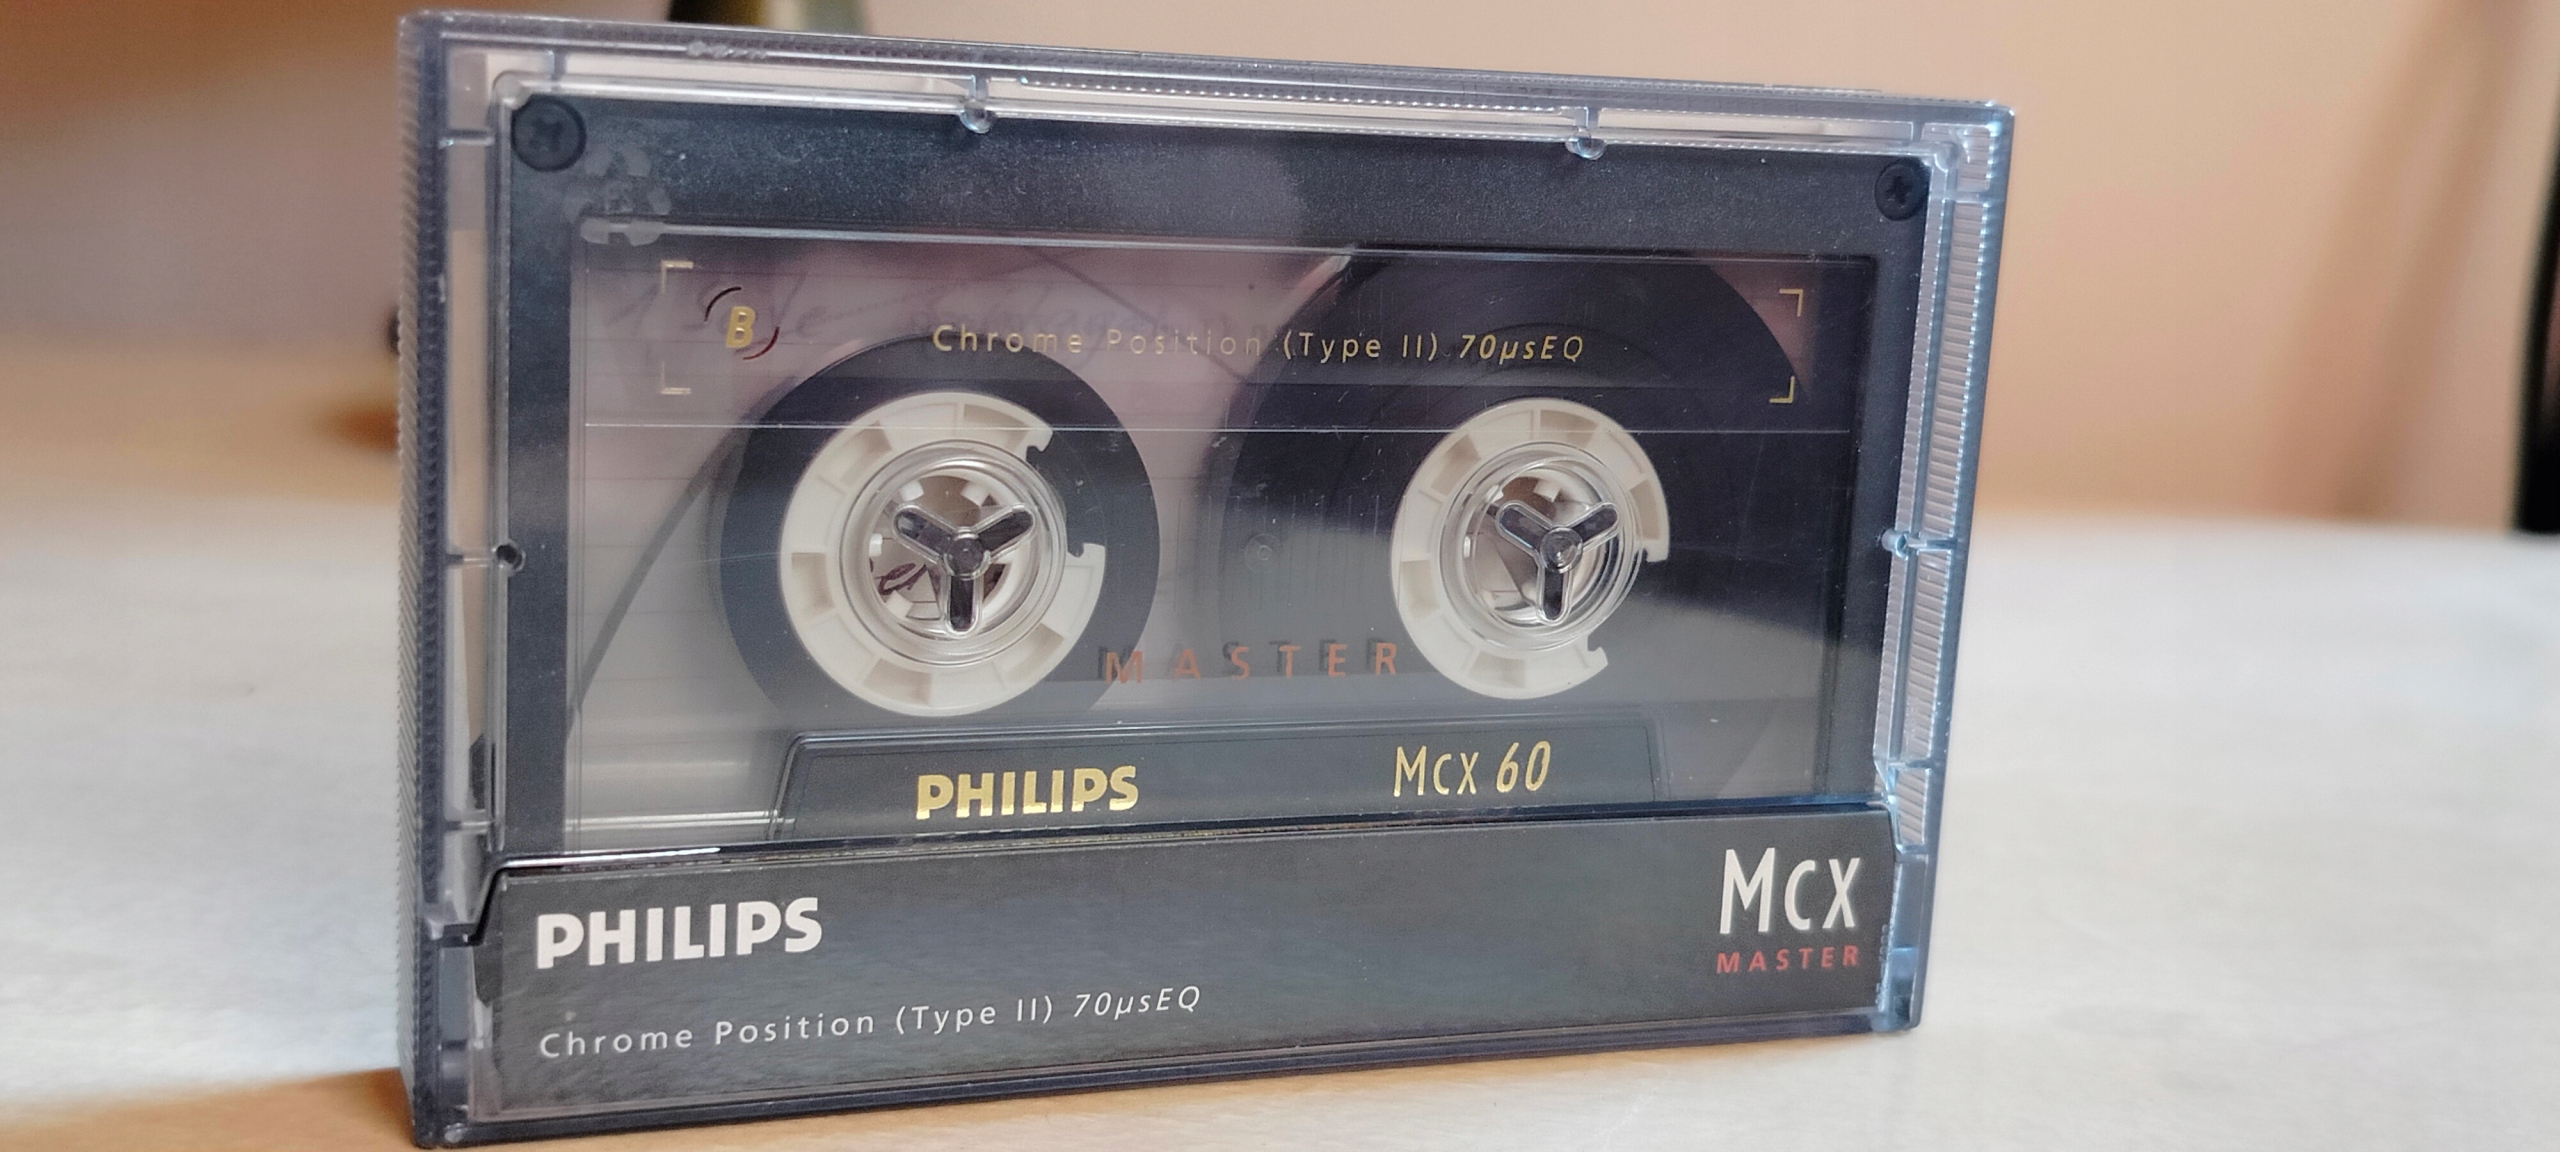 B
Chrome Position (Type II) 70µsEQ
MASTER
PHILIPS MCX 60
PHILIPS MCX
MASTER
Chrome Position (Type II) 70µsEQ